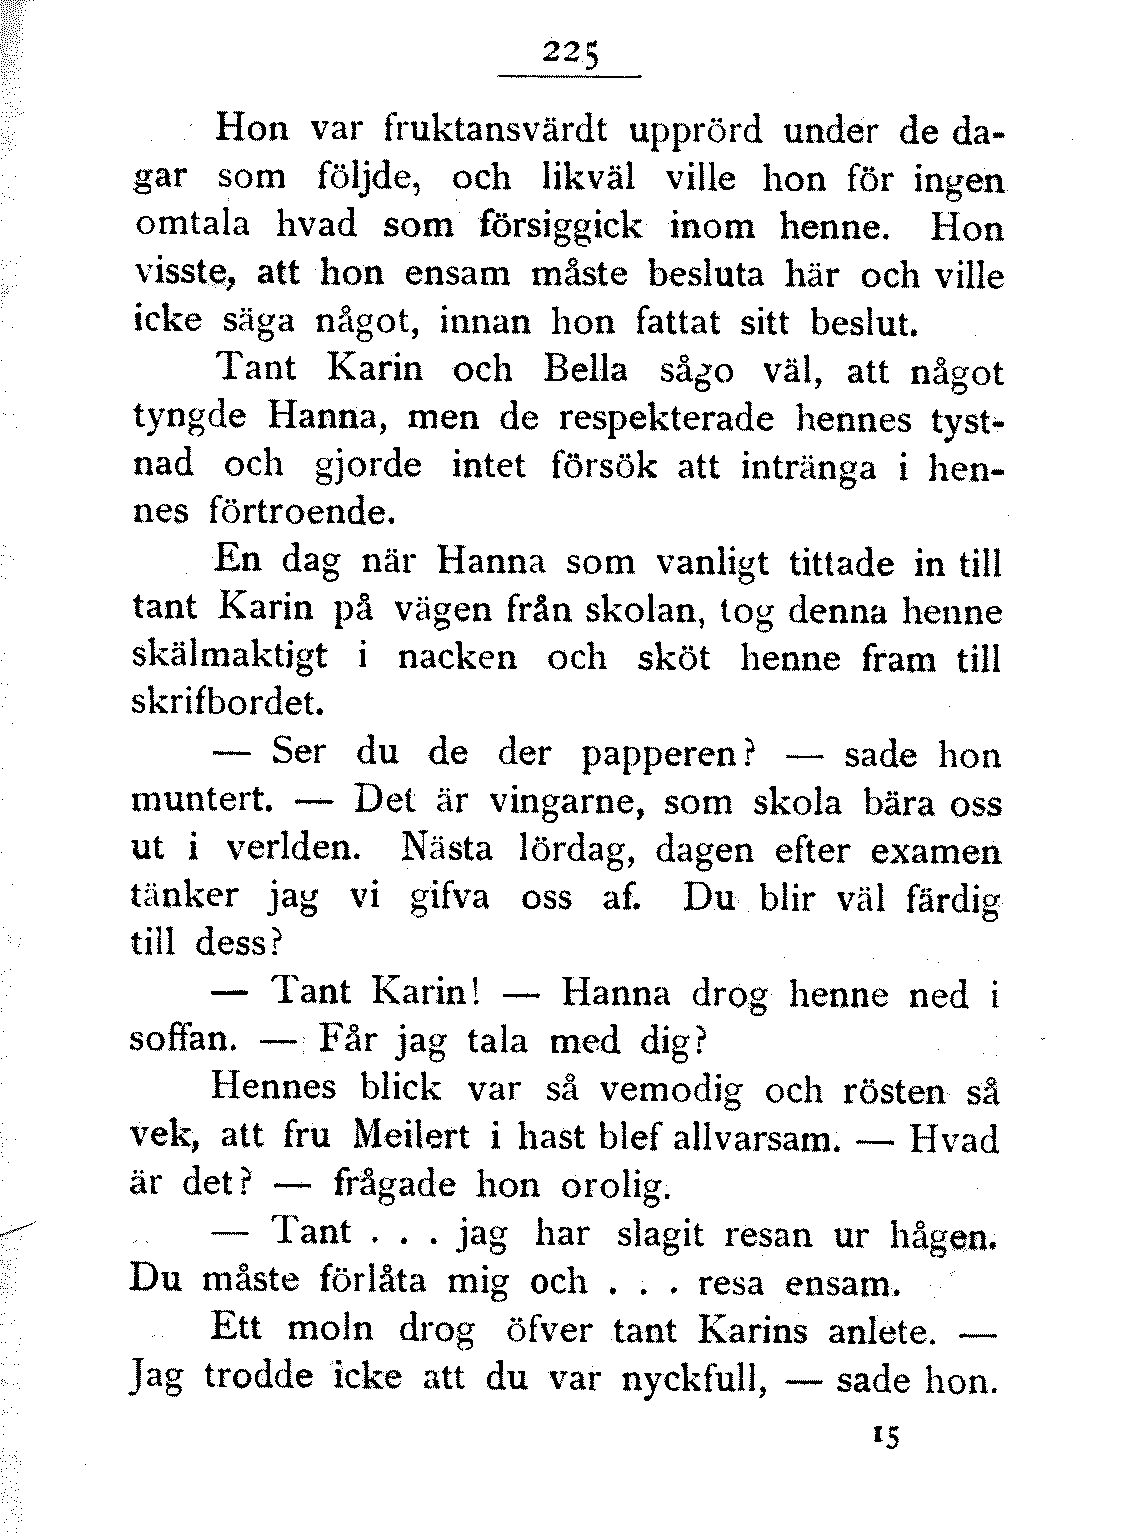 225
Hon var fruktansvärdt upprörd under de da-
gar som följde, och likväl ville hon för ingen
omtala hvad som försiggick inom henne. Hon
visste, att hon ensam måste besluta här och ville
icke säga något, innan hon fattat sitt beslut.
Tant Karin och Bella sågo väl, att något
tyngde Hanna, men de respekterade hennes tyst-
nad och gjorde intet försök att intränga i hen-
nes förtroende.
En dag när Hanna som vanligt tittade in till
tant Karin på vägen från skolan, tog denna henne
skälmaktigt i nacken och sköt henne fram till
skrifbordet.
— Ser du de der papperen? — sade hon
muntert. — Det är vingarne, som skola bära oss
ut i verlden. Nästa lördag, dagen efter examen
tänker jag vi gifva oss af. Du blir väl färdig
till dess?
— Tant Karin! — Hanna drog henne ned i
soffan. — Får jag tala med dig?
Hennes blick var så vemodig och rösten så
vek, att fru Meilert i hast blef allvarsam. — Hvad
är det? — frågade hon orolig.
— Tant . . . jag har slagit resan ur hågen.
Du måste förlåta mig och . . . resa ensam.
Ett moln drog öfver tant Karins anlete. —
Jag trodde icke att du var nyckfull, — sade hon.
15